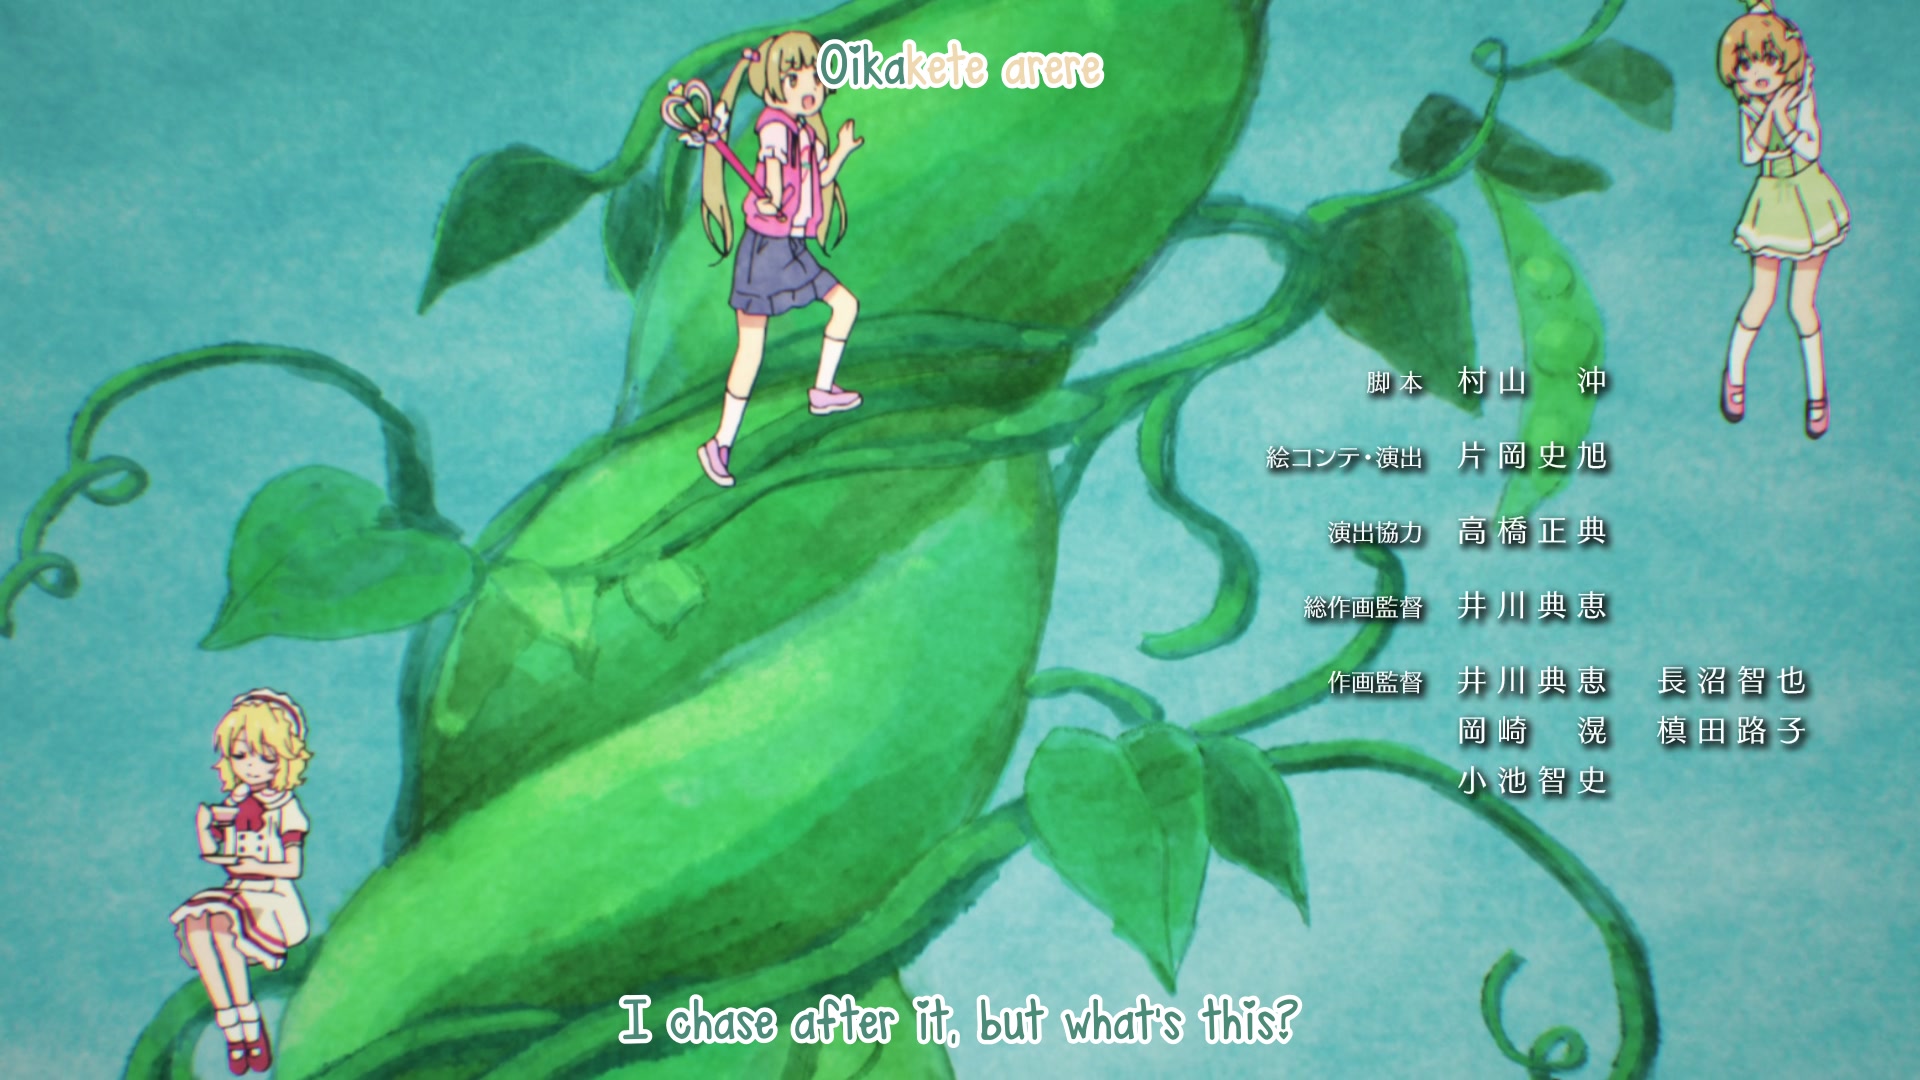 Oikakete arere
脚本 村山 沖
絵コンテ・演出 片岡史旭
演出協力 高橋正典
総作画監督 井川典恵
作画監督 井川典恵 長沼智也
岡崎 滉 槙田路子
小池智史
I chase after it, but what's this?